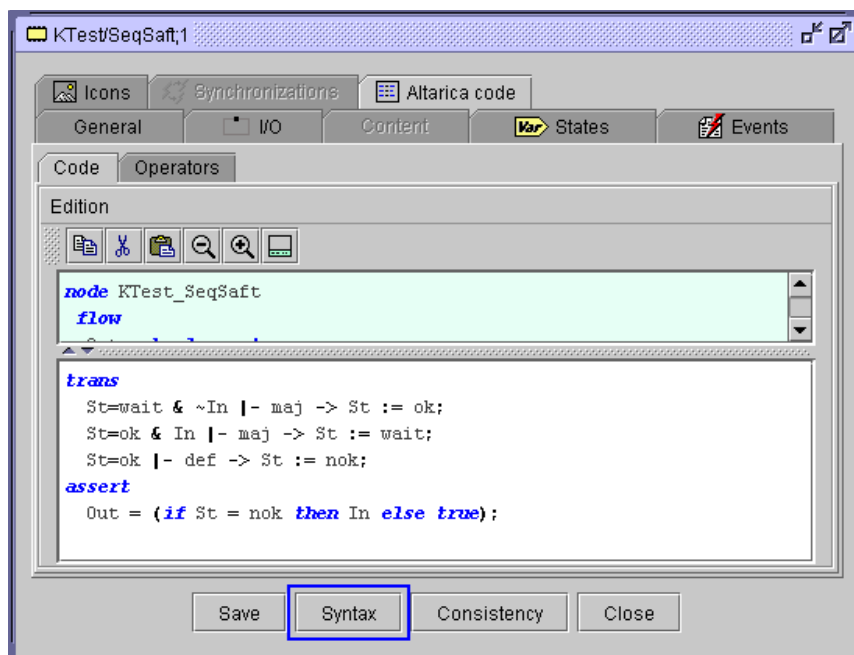 KTest/SeqSaft;1
Icons Synchronizations Altarica code
General I/O Content Var States Events
Code Operators
Edition
node KTest_SeqSaft
flow
trans
St=wait & ~In |- maj -> St := ok;
St=ok & In |- maj -> St := wait;
St=ok |- def -> St := nok;
assert
Out = (if St = nok then In else true);
Save Syntax Consistency Close